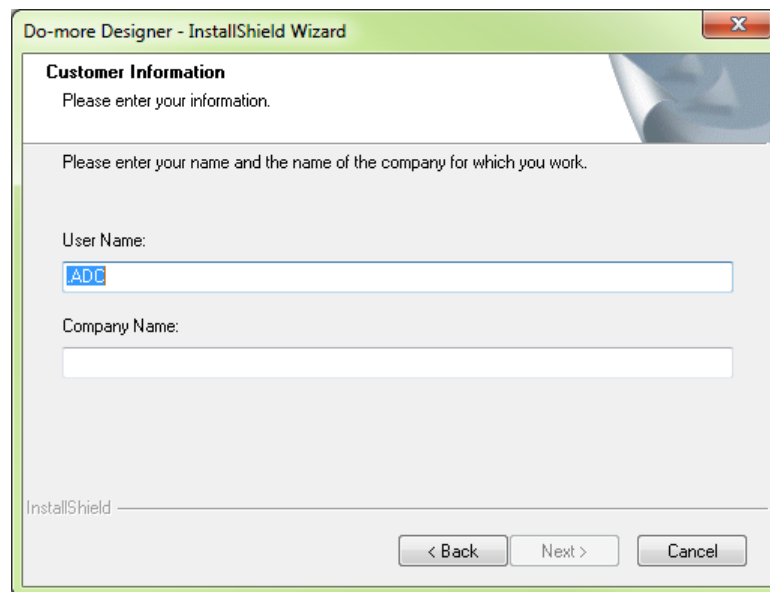 Do-more Designer - InstallShield Wizard
Customer Information
Please enter your information.
Please enter your name and the name of the company for which you work.
User Name:
.ADC
Company Name:
InstallShield
< Back Next > Cancel